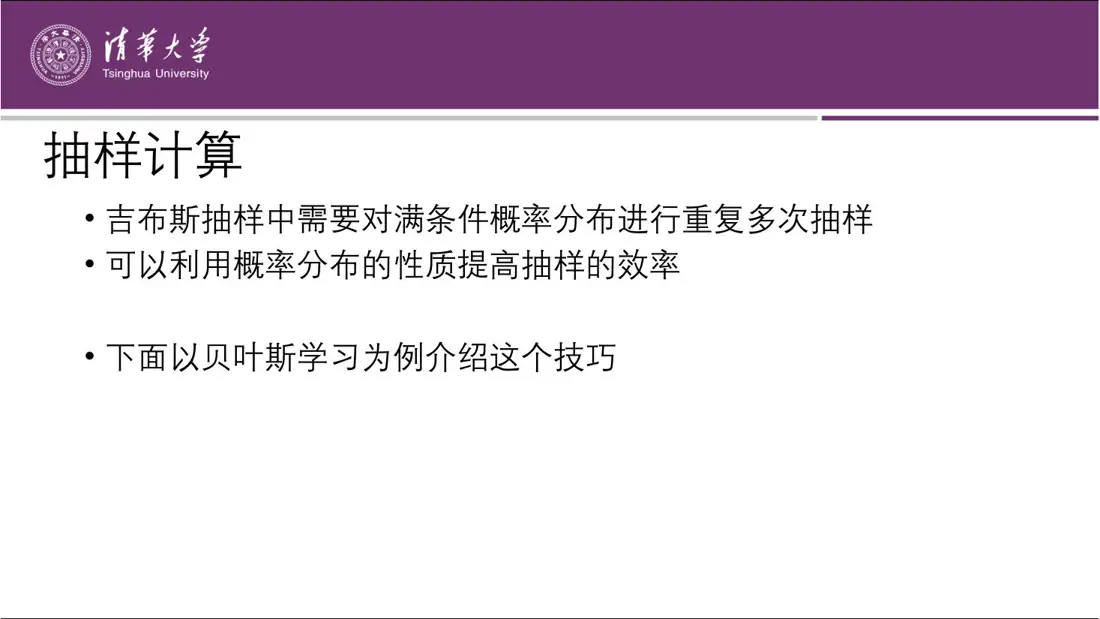 清华大学
Tsinghua University
抽样计算
• 吉布斯抽样中需要对满条件概率分布进行重复多次抽样
• 可以利用概率分布的性质提高抽样的效率
• 下面以贝叶斯学习为例介绍这个技巧